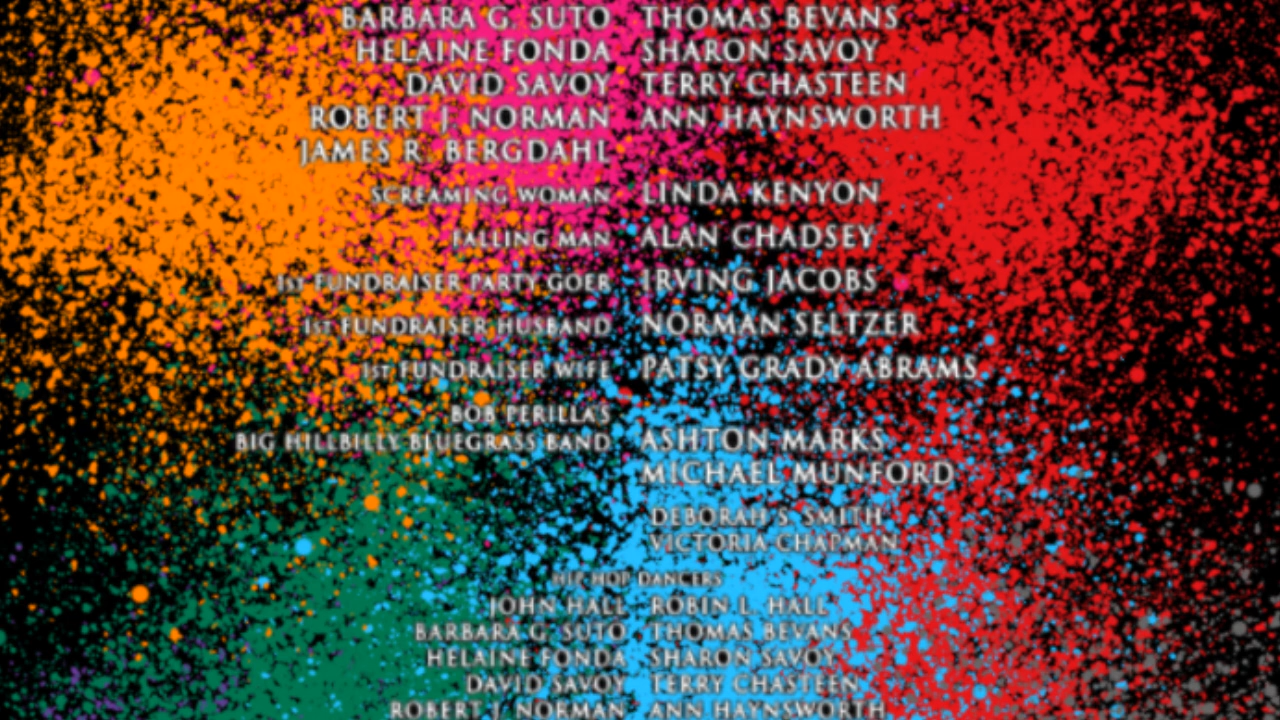 BARBARA G. SUTO THOMAS BEVANS
HELAINE FONDA SHARON SAVOY
DAVID SAVOY TERRY CHASTEEN
ROBERT J. NORMAN ANN HAYNSWORTH
JAMES R. BERGDAHL
SCREAMING WOMAN LINDA KENYON
FALLING MAN ALAN CHADSEY
1ST FUNDRAISER PARTY GOER IRVING JACOBS
1ST FUNDRAISER HUSBAND NORMAN SELTZER
1ST FUNDRAISER WIFE PATSY GRADY ABRAMS
BOB PERILLA'S
BIG HILLBILLY BLUEGRASS BAND ASHTON MARKS
MICHAEL MUNFORD
DEBORAH S. SMITH
VICTORIA CHAPMAN
HIP HOP DANCERS
JOHN HALL ROBIN L. HALL
BARBARA G. SUTO THOMAS BEVANS
HELAINE FONDA SHARON SAVOY
DAVID SAVOY TERRY CHASTEEN
ROBERT J. NORMAN ANN HAYNSWORTH